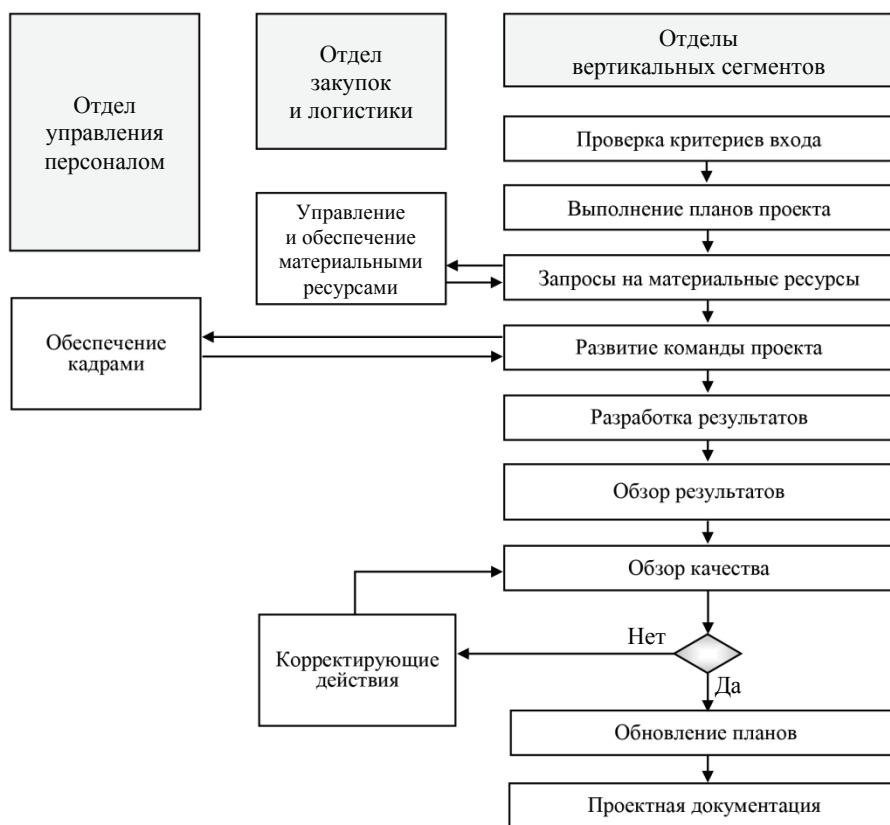 Отдел
управления
персоналом
Отдел
закупок
и логистики
Отделы
вертикальных сегментов
Проверка критериев входа
Выполнение планов проекта
Управление
и обеспечение
материальными
ресурсами
Запросы на материальные ресурсы
Обеспечение
кадрами
Развитие команды проекта
Разработка результатов
Обзор результатов
Обзор качества
Нет
Корректирующие
действия
Да
Обновление планов
Проектная документация